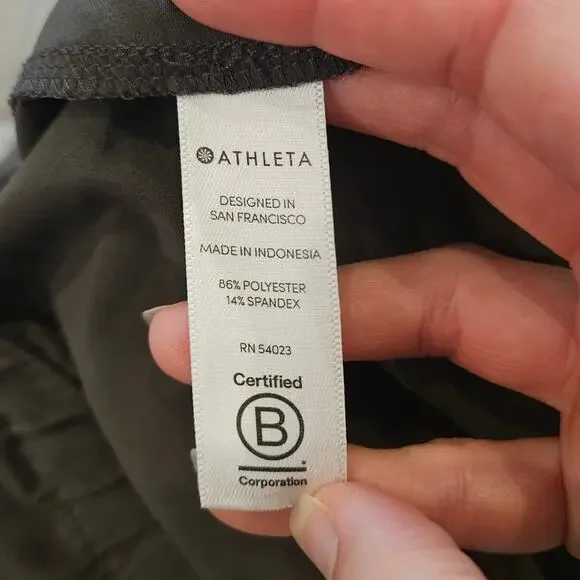 ATHLETA
DESIGNED IN
SAN FRANCISCO
MADE IN INDONESIA
86% POLYESTER
14% SPANDEX
RN 54023
Certified
B
Corporation